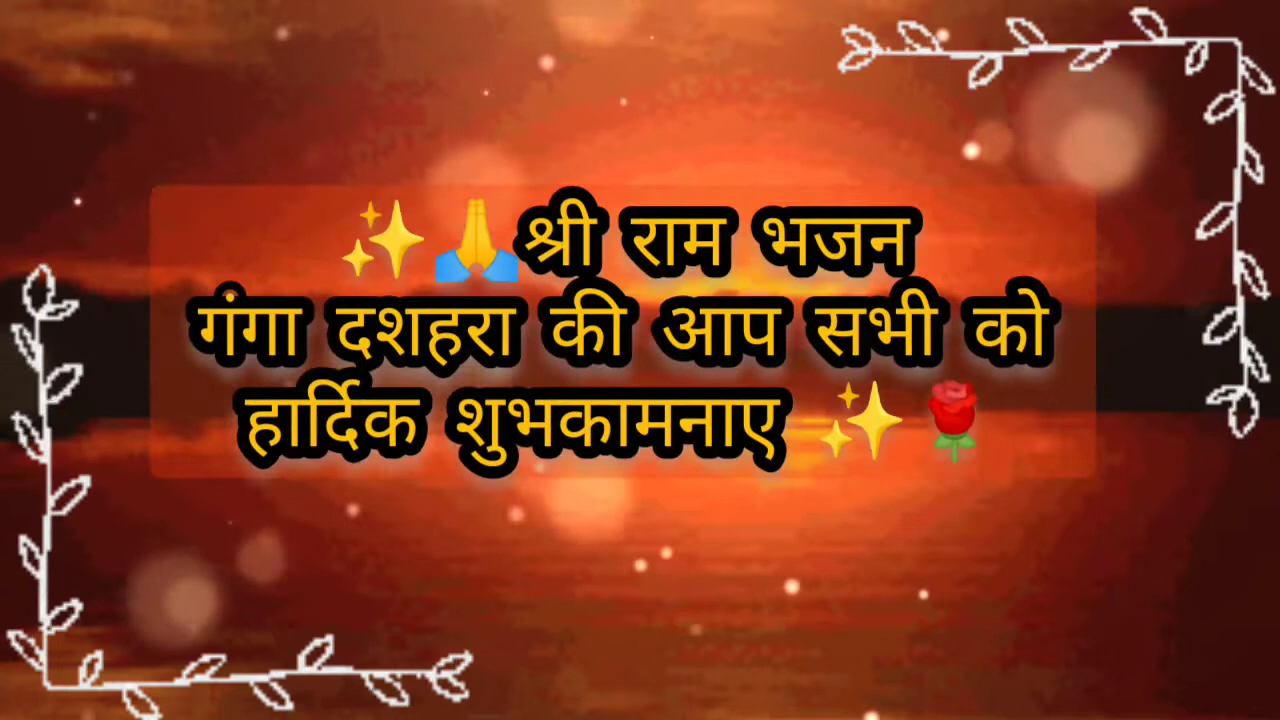 ✨🙏श्री राम भजन
गंगा दशहरा की आप सभी को
हार्दिक शुभकामनाए ✨🌹